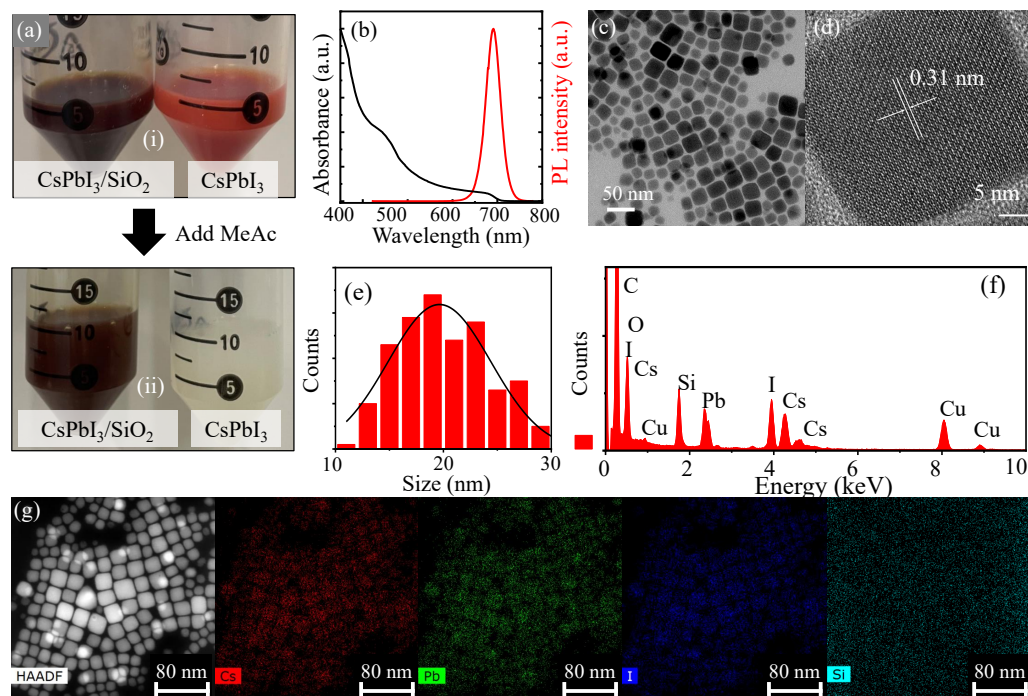 (a)
15
10
10
5
5
(i)
CsPbI₃/SiO₂
CsPbI₃
Add MeAc
15
15
10
10
5
5
(ii)
CsPbI₃/SiO₂
CsPbI₃
(b)
Absorbance (a.u.)
PL intensity (a.u.)
400
500
600
700
800
Wavelength (nm)
(c)
50 nm
(d)
0.31 nm
5 nm
(e)
Counts
10
20
30
Size (nm)
(f)
Counts
C
O
I
Cs
Cu
Si
Pb
I
Cs
Cs
Cu
Cu
0
2
4
6
8
10
Energy (keV)
(g)
HAADF
80 nm
Cs
80 nm
Pb
80 nm
I
80 nm
Si
80 nm